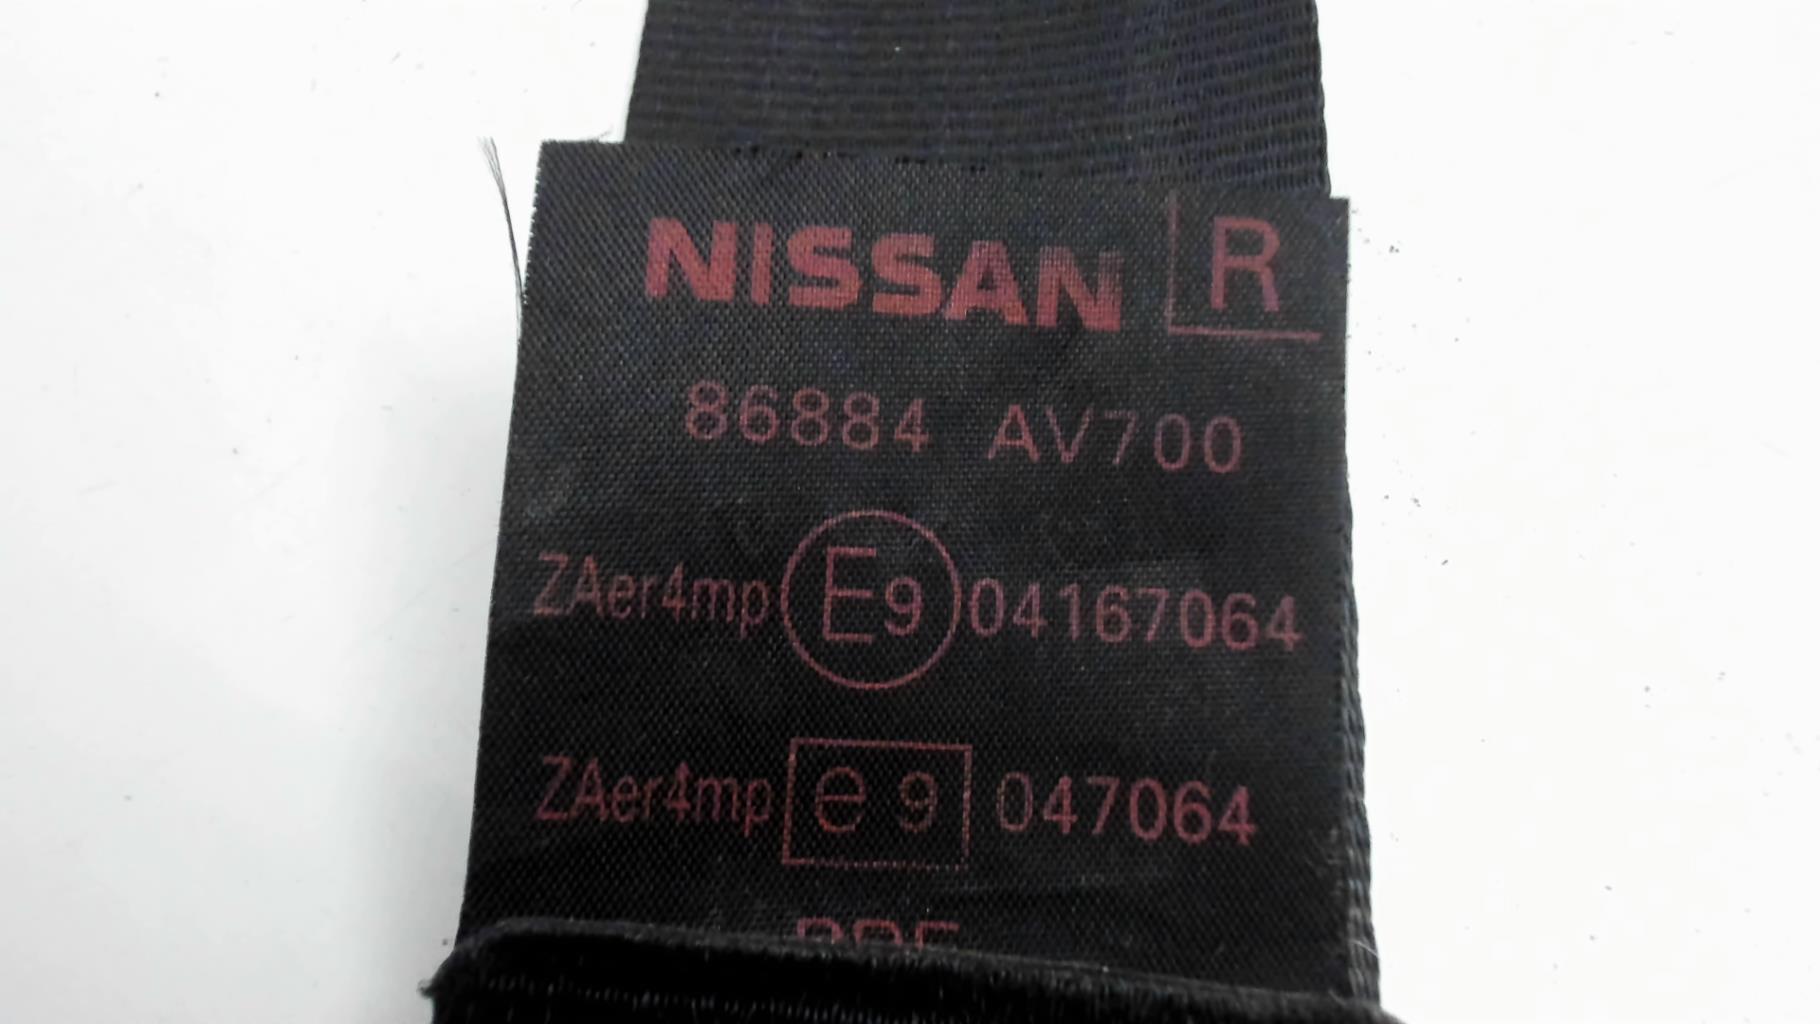 NISSAN R
86884 AV700
ZAer4mp E9 04167064
ZAer4mp e9 047064